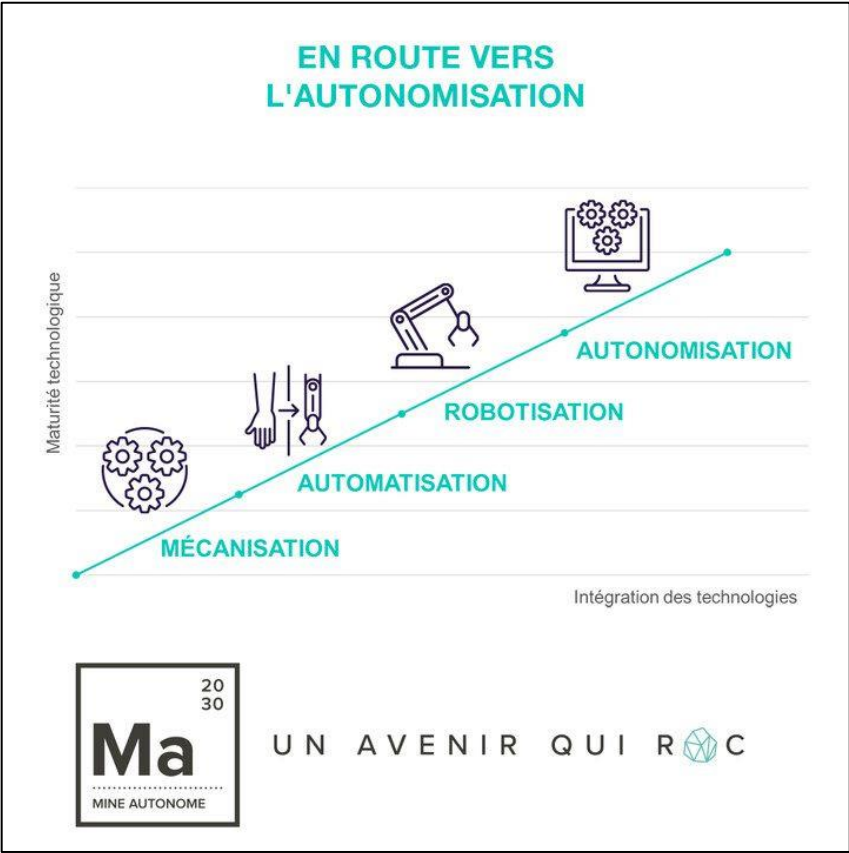 EN ROUTE VERS
L'AUTONOMISATION
Maturité technologique
AUTONOMISATION
ROBOTISATION
AUTOMATISATION
MÉCANISATION
Intégration des technologies
20
30
Ma
MINE AUTONOME
UN AVENIR QUI ROC